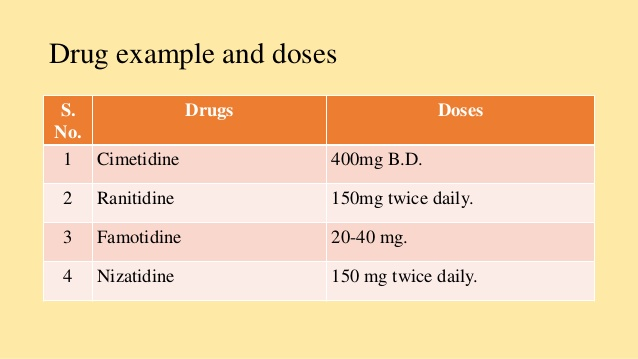 Drug example and doses
S. No. Drugs Doses
1 Cimetidine 400mg B.D.
2 Ranitidine 150mg twice daily.
3 Famotidine 20-40 mg.
4 Nizatidine 150 mg twice daily.